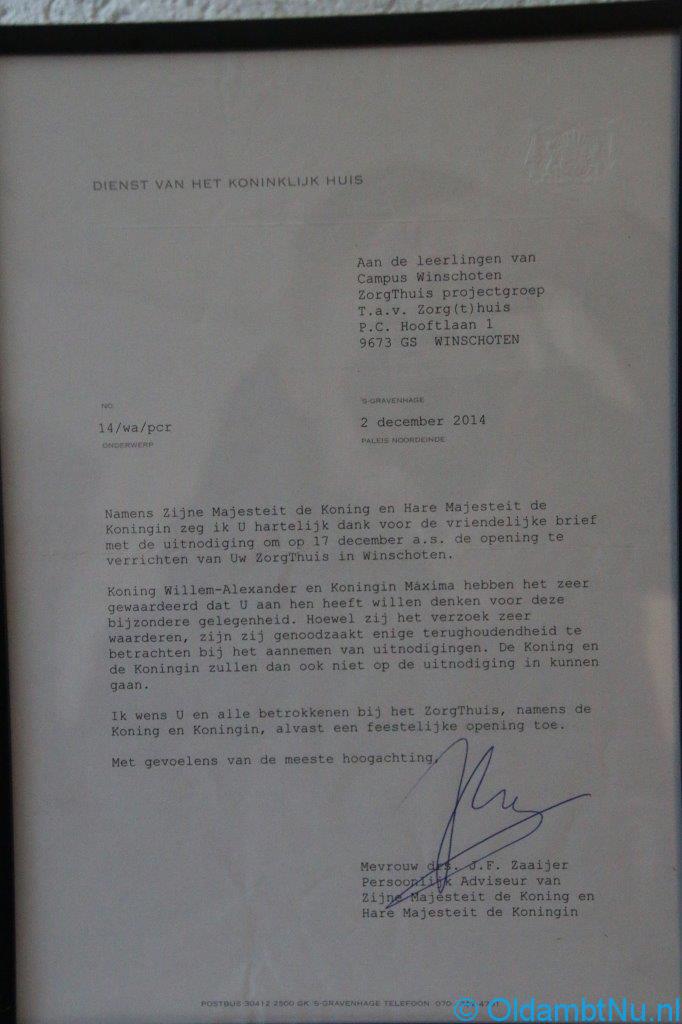 DIENST VAN HET KONINKLIJK HUIS
Aan de leerlingen van
Campus Winschoten
ZorgThuis projectgroep
T.a.v. Zorg(t)huis
P.C. Hooftlaan 1
9673 GS WINSCHOTEN
NO.
14/wa/pcr
ONDERWERP
'S-GRAVENHAGE
2 december 2014
PALEIS NOORDEINDE
Namens Zijne Majesteit de Koning en Hare Majesteit de
Koningin zeg ik U hartelijk dank voor de vriendelijke brief
met de uitnodiging om op 17 december a.s. de opening te
verrichten van Uw ZorgThuis in Winschoten.
Koning Willem-Alexander en Koningin Máxima hebben het zeer
gewaardeerd dat U aan hen heeft willen denken voor deze
bijzondere gelegenheid. Hoewel zij het verzoek zeer
waarderen, zijn zij genoodzaakt enige terughoudendheid te
betrachten bij het aannemen van uitnodigingen. De Koning en
de Koningin zullen dan ook niet op de uitnodiging in kunnen
gaan.
Ik wens U en alle betrokkenen bij het ZorgThuis, namens de
Koning en Koningin, alvast een feestelijke opening toe.
Met gevoelens van de meeste hoogachting,
Mevrouw drs. J.F. Zaaijer
Persoonlijk Adviseur van
Zijne Majesteit de Koning en
Hare Majesteit de Koningin
POSTBUS 30412 2500 GK 'S-GRAVENHAGE TELEFOON 070
© OldambtNu.nl